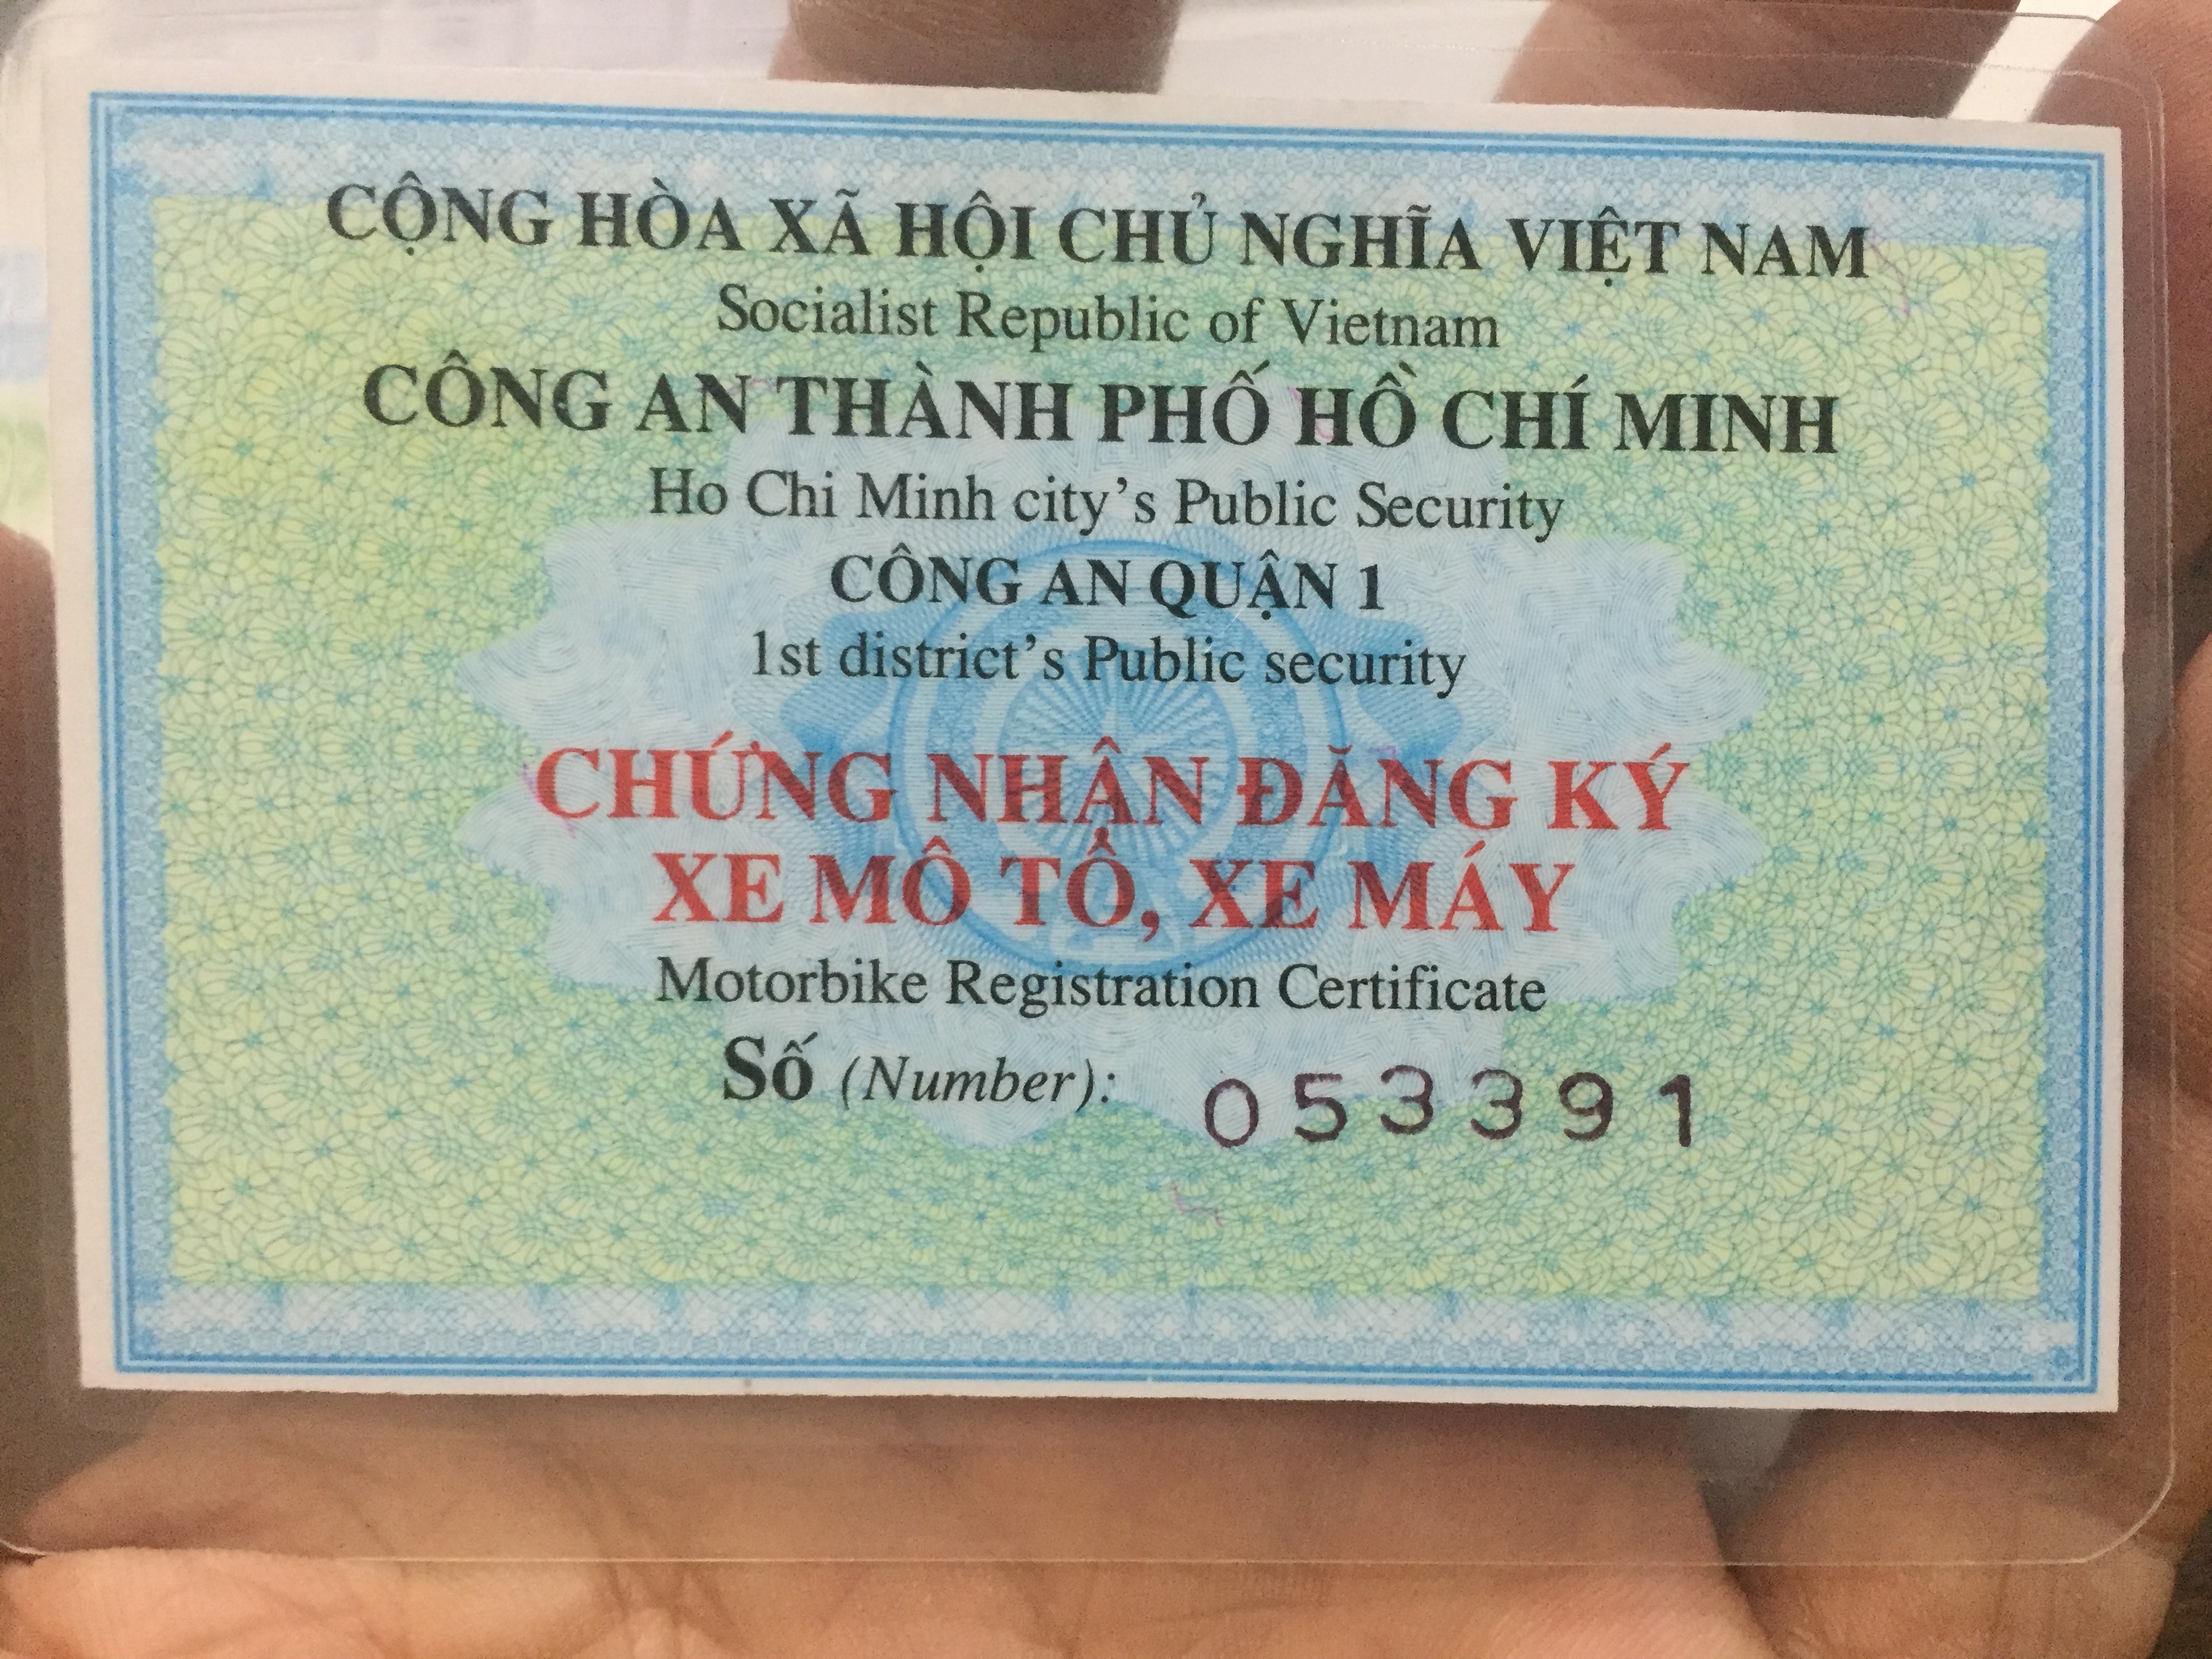 CỘNG HÒA XÃ HỘI CHỦ NGHĨA VIỆT NAM
Socialist Republic of Vietnam
CÔNG AN THÀNH PHỐ HỒ CHÍ MINH
Ho Chi Minh city's Public Security
CÔNG AN QUẬN 1
1st district's Public security
CHỨNG NHẬN ĐĂNG KÝ
XE MÔ TÔ, XE MÁY
Motorbike Registration Certificate
Số (Number): 053391